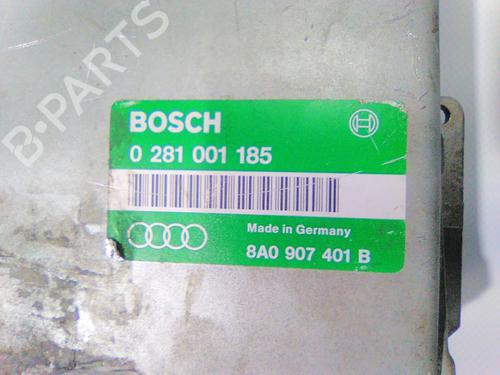 B-PARTS
BOSCH
0 281 001 185
Made in Germany
8A0 907 401 B